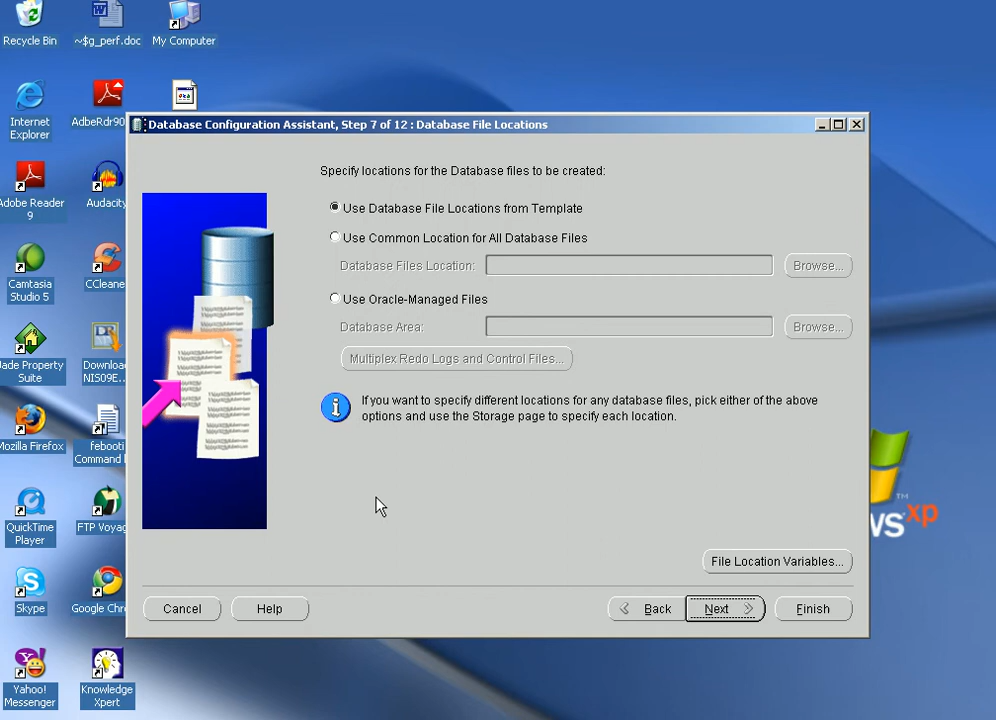 Recycle Bin
~$g_perf.doc
My Computer
Internet
Explorer
AdbeRdr90
Adobe Reader
9
Audacity
Camtasia
Studio 5
CCleane
Jade Property
Suite
Downloa
NIS09E...
Mozilla Firefox
febooti
Command
QuickTime
Player
FTP Voyag
Skype
Google Chr
Yahoo!
Messenger
Knowledge
Xpert
Database Configuration Assistant, Step 7 of 12 : Database File Locations
Specify locations for the Database files to be created:
Use Database File Locations from Template
Use Common Location for All Database Files
Database Files Location:
Browse...
Use Oracle-Managed Files
Database Area:
Browse...
Multiplex Redo Logs and Control Files...
If you want to specify different locations for any database files, pick either of the above
options and use the Storage page to specify each location.
File Location Variables...
Cancel
Help
Back
Next
Finish
ws xp
TM